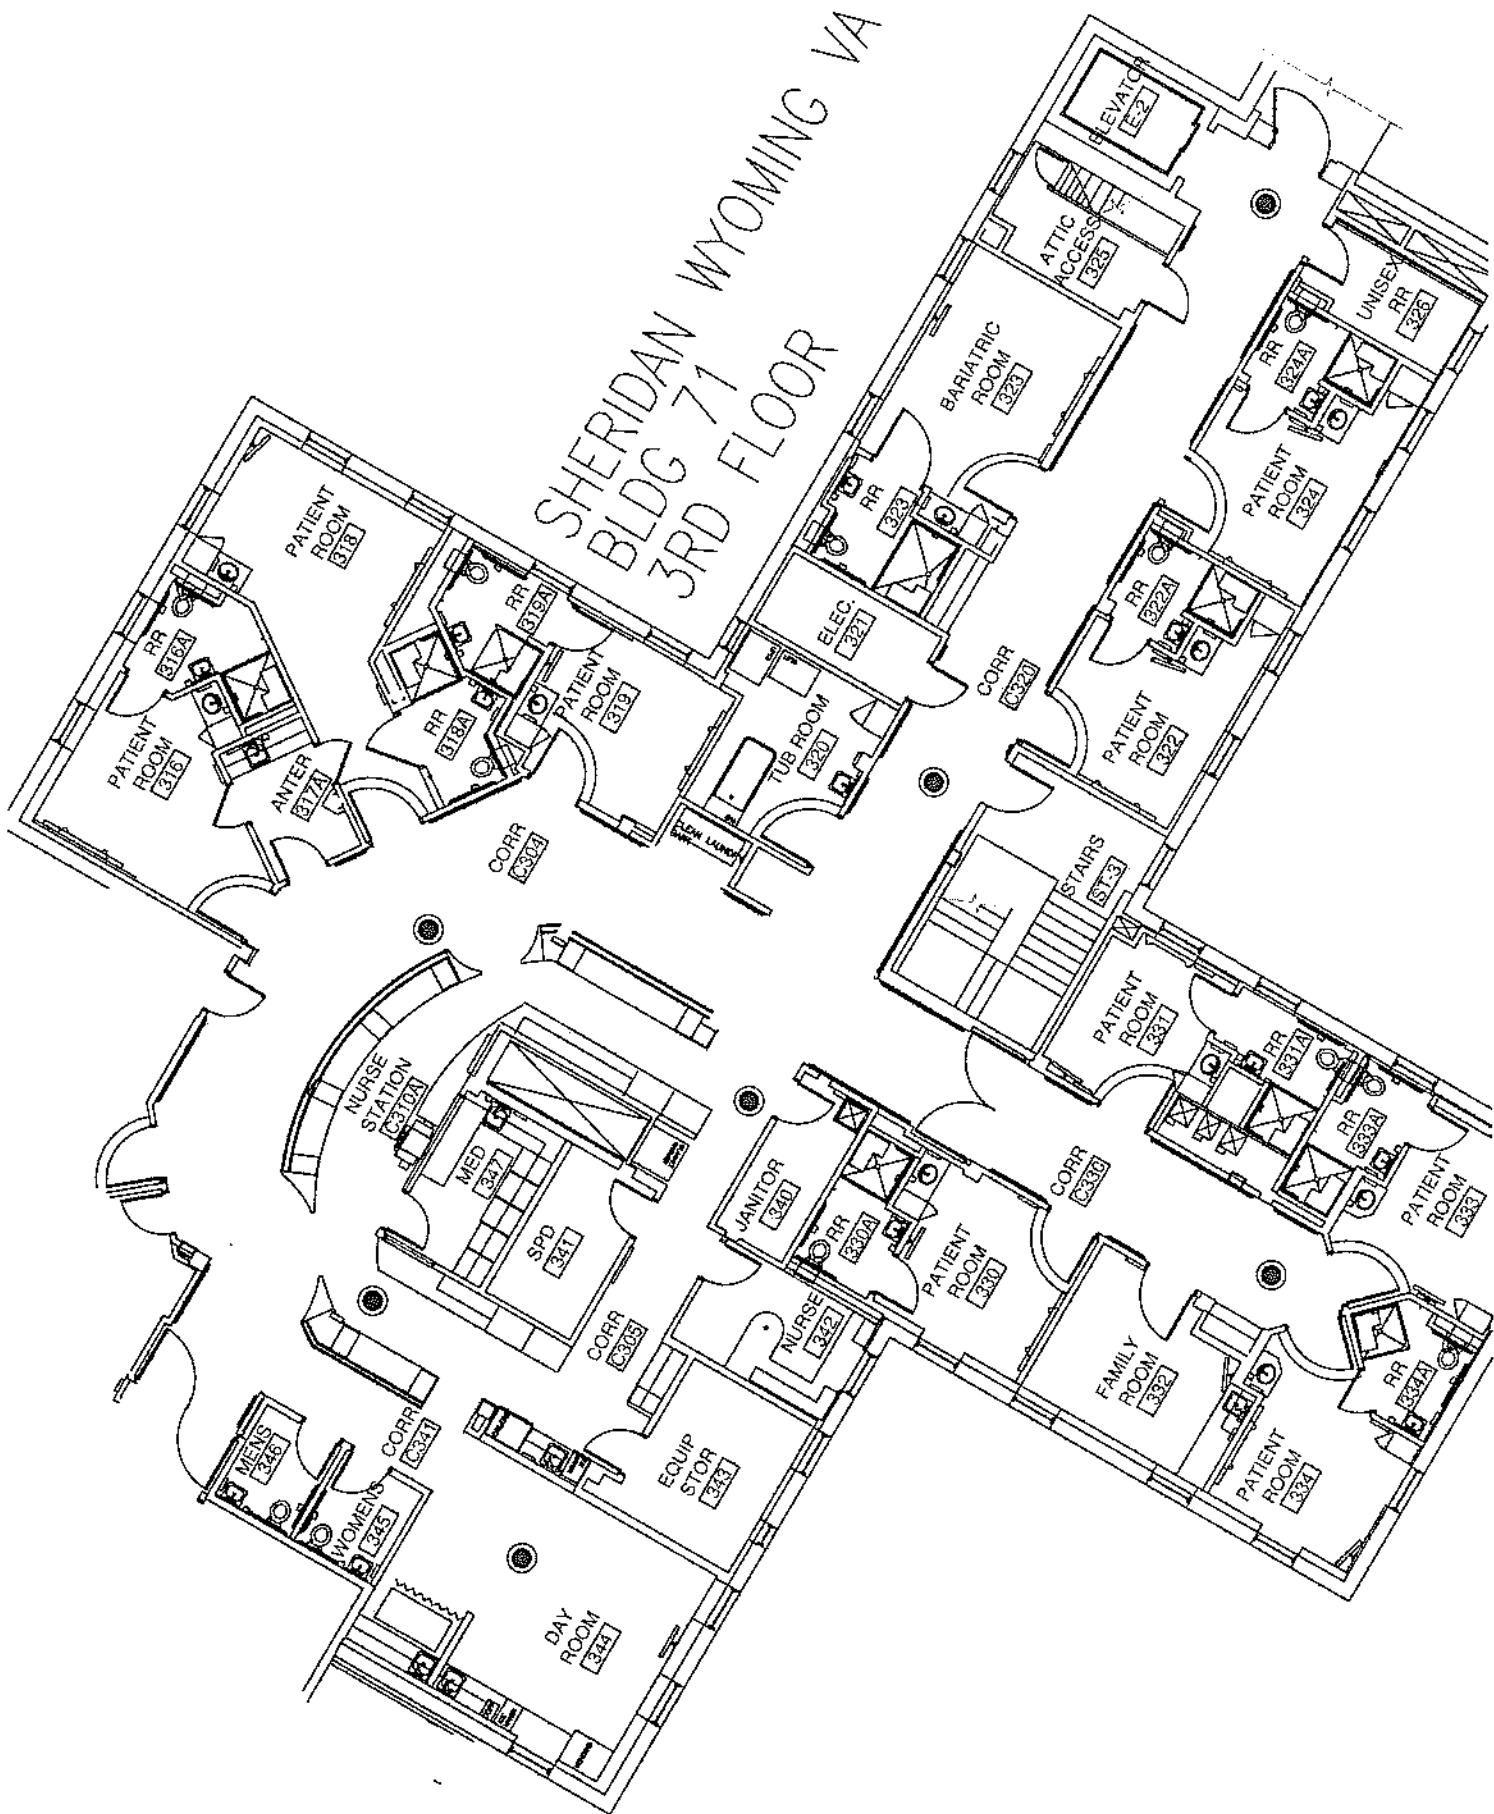 SHERIDAN WYOMING VA
BLDG 71
3RD FLOOR
ELEVATOR
E-2
ATTIC
ACCESS
325
UNISEX
RR
326
RR
324A
PATIENT
ROOM
324
BARIATRIC
ROOM
323
RR
323
ELEC.
321
RR
322A
PATIENT
ROOM
322
CORR
C320
TUB ROOM
320
STAIRS
ST-3
PATIENT
ROOM
318
RR
316A
PATIENT
ROOM
316
ANTER
317A
RR
318A
RR
319A
PATIENT
ROOM
319
CORR
C304
CLEAN LAUNDRY
NURSE
STATION
C310A
MED
347
SPD
341
JANITOR
340
RR
330A
PATIENT
ROOM
330
PATIENT
ROOM
331
RR
331A
RR
333A
PATIENT
ROOM
333
CORR
C330
CORR
C305
NURSE
342
FAMILY
ROOM
332
RR
334A
PATIENT
ROOM
334
CORR
C341
MENS
346
WOMENS
345
EQUIP
STOR
343
DAY
ROOM
344